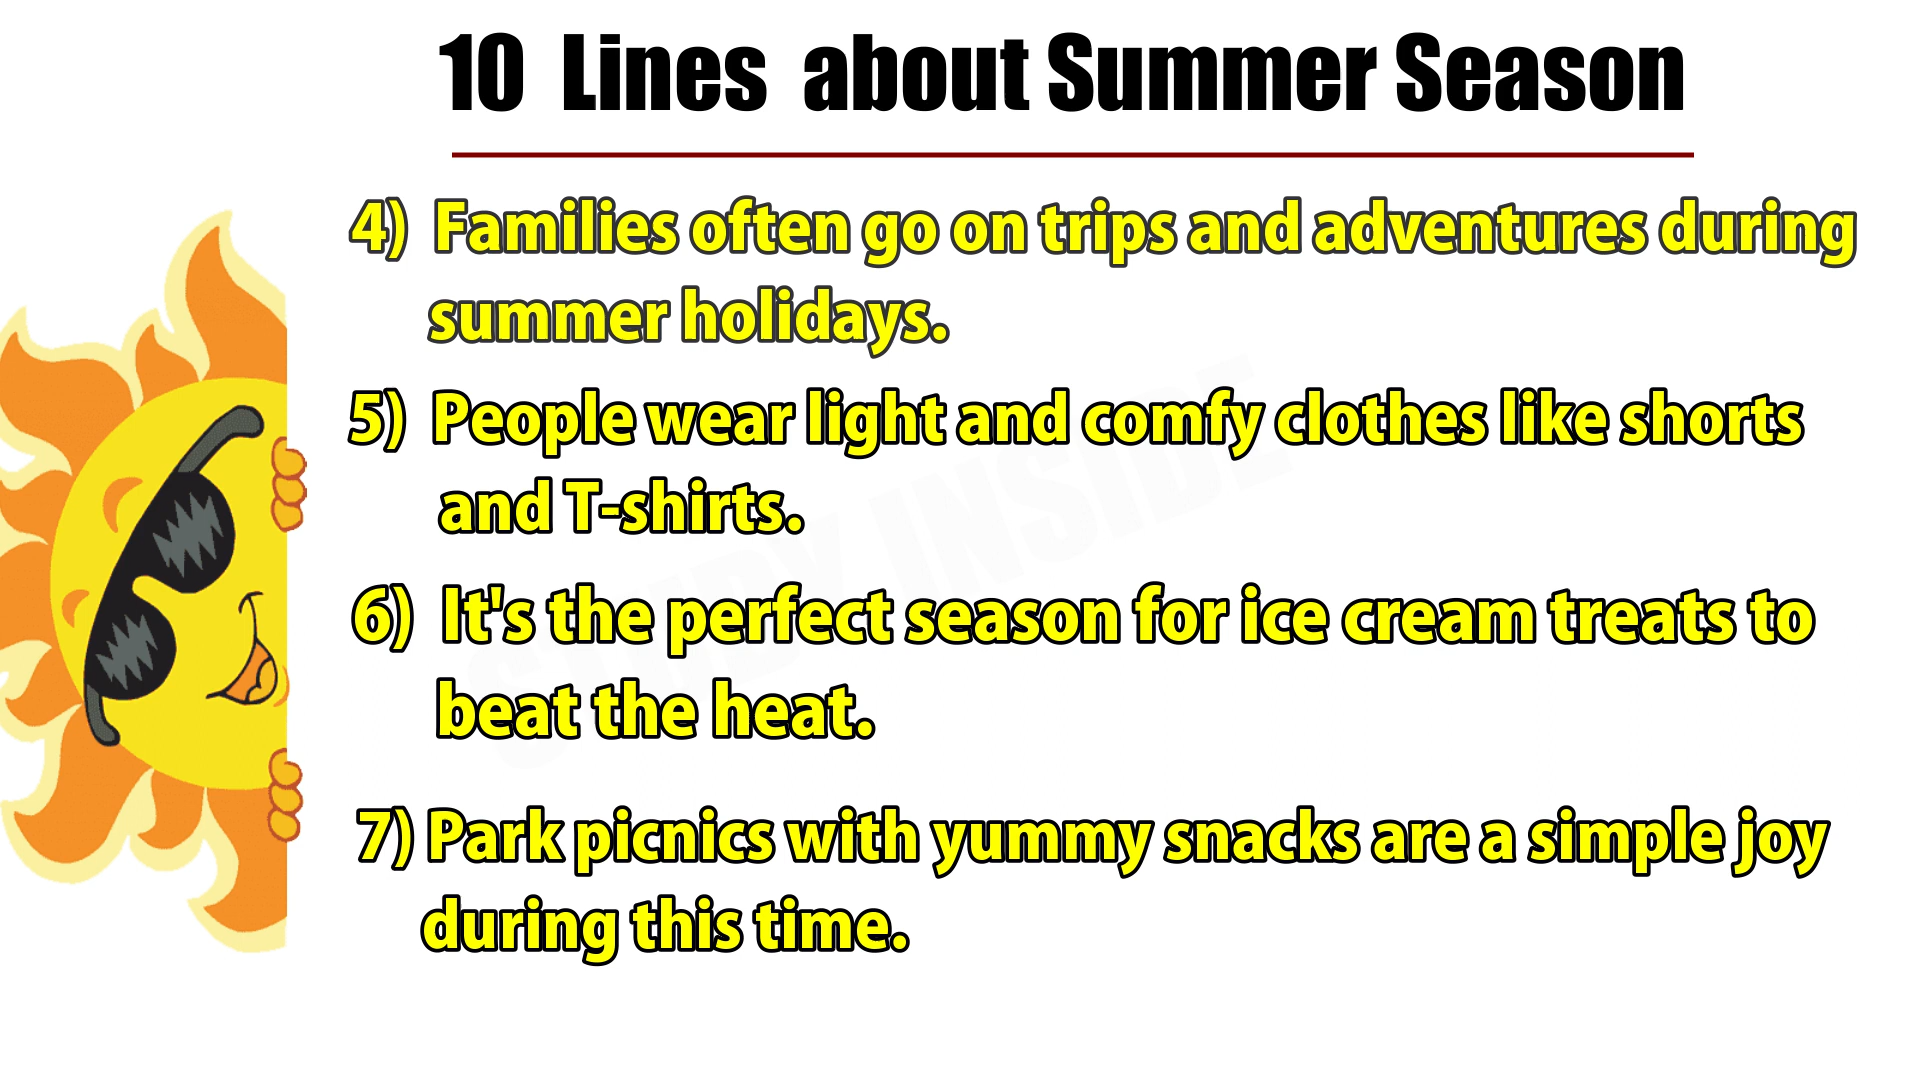 10 Lines about Summer Season
4) Families often go on trips and adventures during
summer holidays.
5) People wear light and comfy clothes like shorts
and T-shirts.
6) It's the perfect season for ice cream treats to
beat the heat.
7) Park picnics with yummy snacks are a simple joy
during this time.
STUDY INSIDE